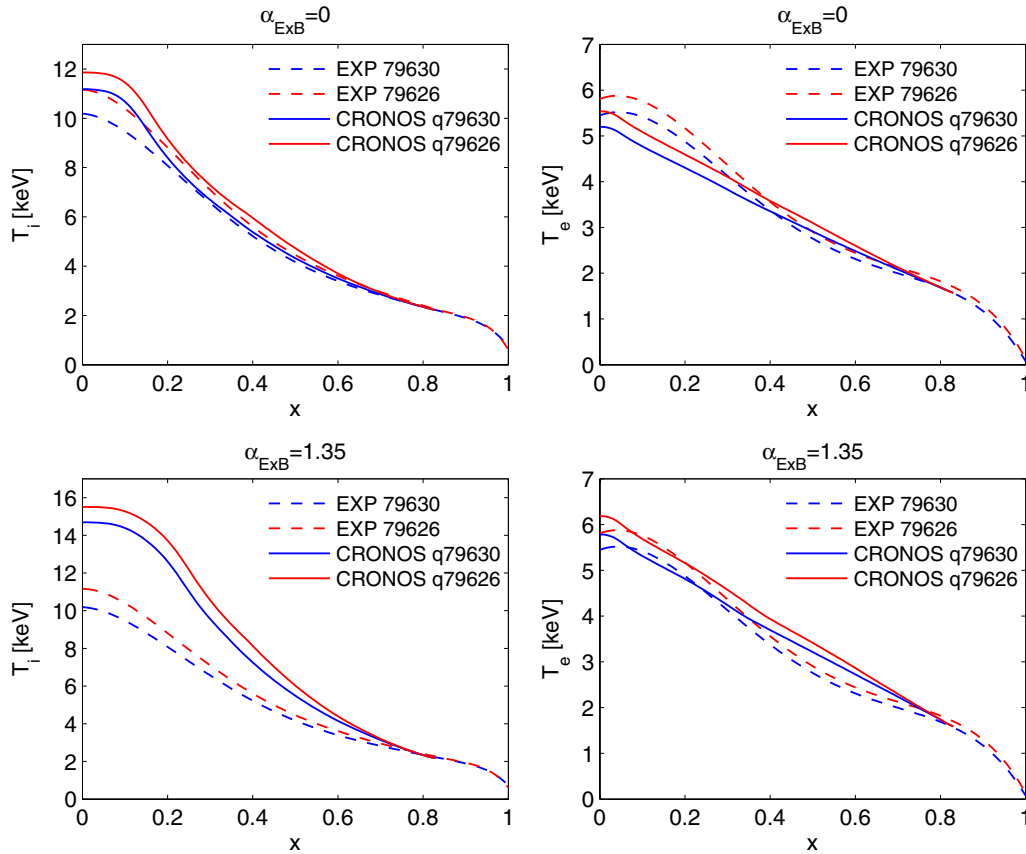 α_ExB=0
T_i [keV]
12
10
8
6
4
2
0
0 0.2 0.4 0.6 0.8 1
x
EXP 79630
EXP 79626
CRONOS q79630
CRONOS q79626
α_ExB=0
T_e [keV]
7
6
5
4
3
2
1
0
0 0.2 0.4 0.6 0.8 1
x
EXP 79630
EXP 79626
CRONOS q79630
CRONOS q79626
α_ExB=1.35
T_i [keV]
16
14
12
10
8
6
4
2
0
0 0.2 0.4 0.6 0.8 1
x
EXP 79630
EXP 79626
CRONOS q79630
CRONOS q79626
α_ExB=1.35
T_e [keV]
7
6
5
4
3
2
1
0
0 0.2 0.4 0.6 0.8 1
x
EXP 79630
EXP 79626
CRONOS q79630
CRONOS q79626